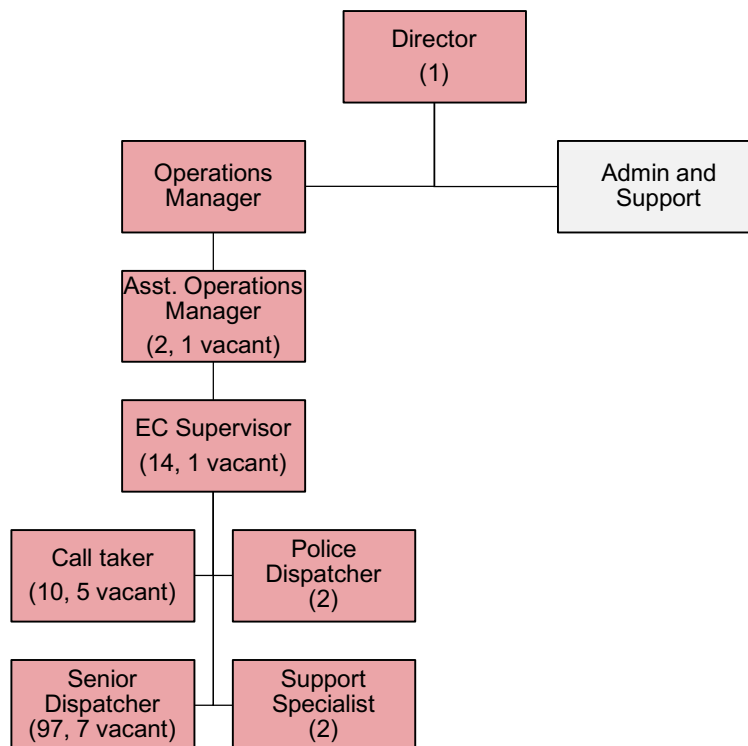 Director
(1)
Operations
Manager
Admin and
Support
Asst. Operations
Manager
(2, 1 vacant)
EC Supervisor
(14, 1 vacant)
Call taker
(10, 5 vacant)
Police
Dispatcher
(2)
Senior
Dispatcher
(97, 7 vacant)
Support
Specialist
(2)